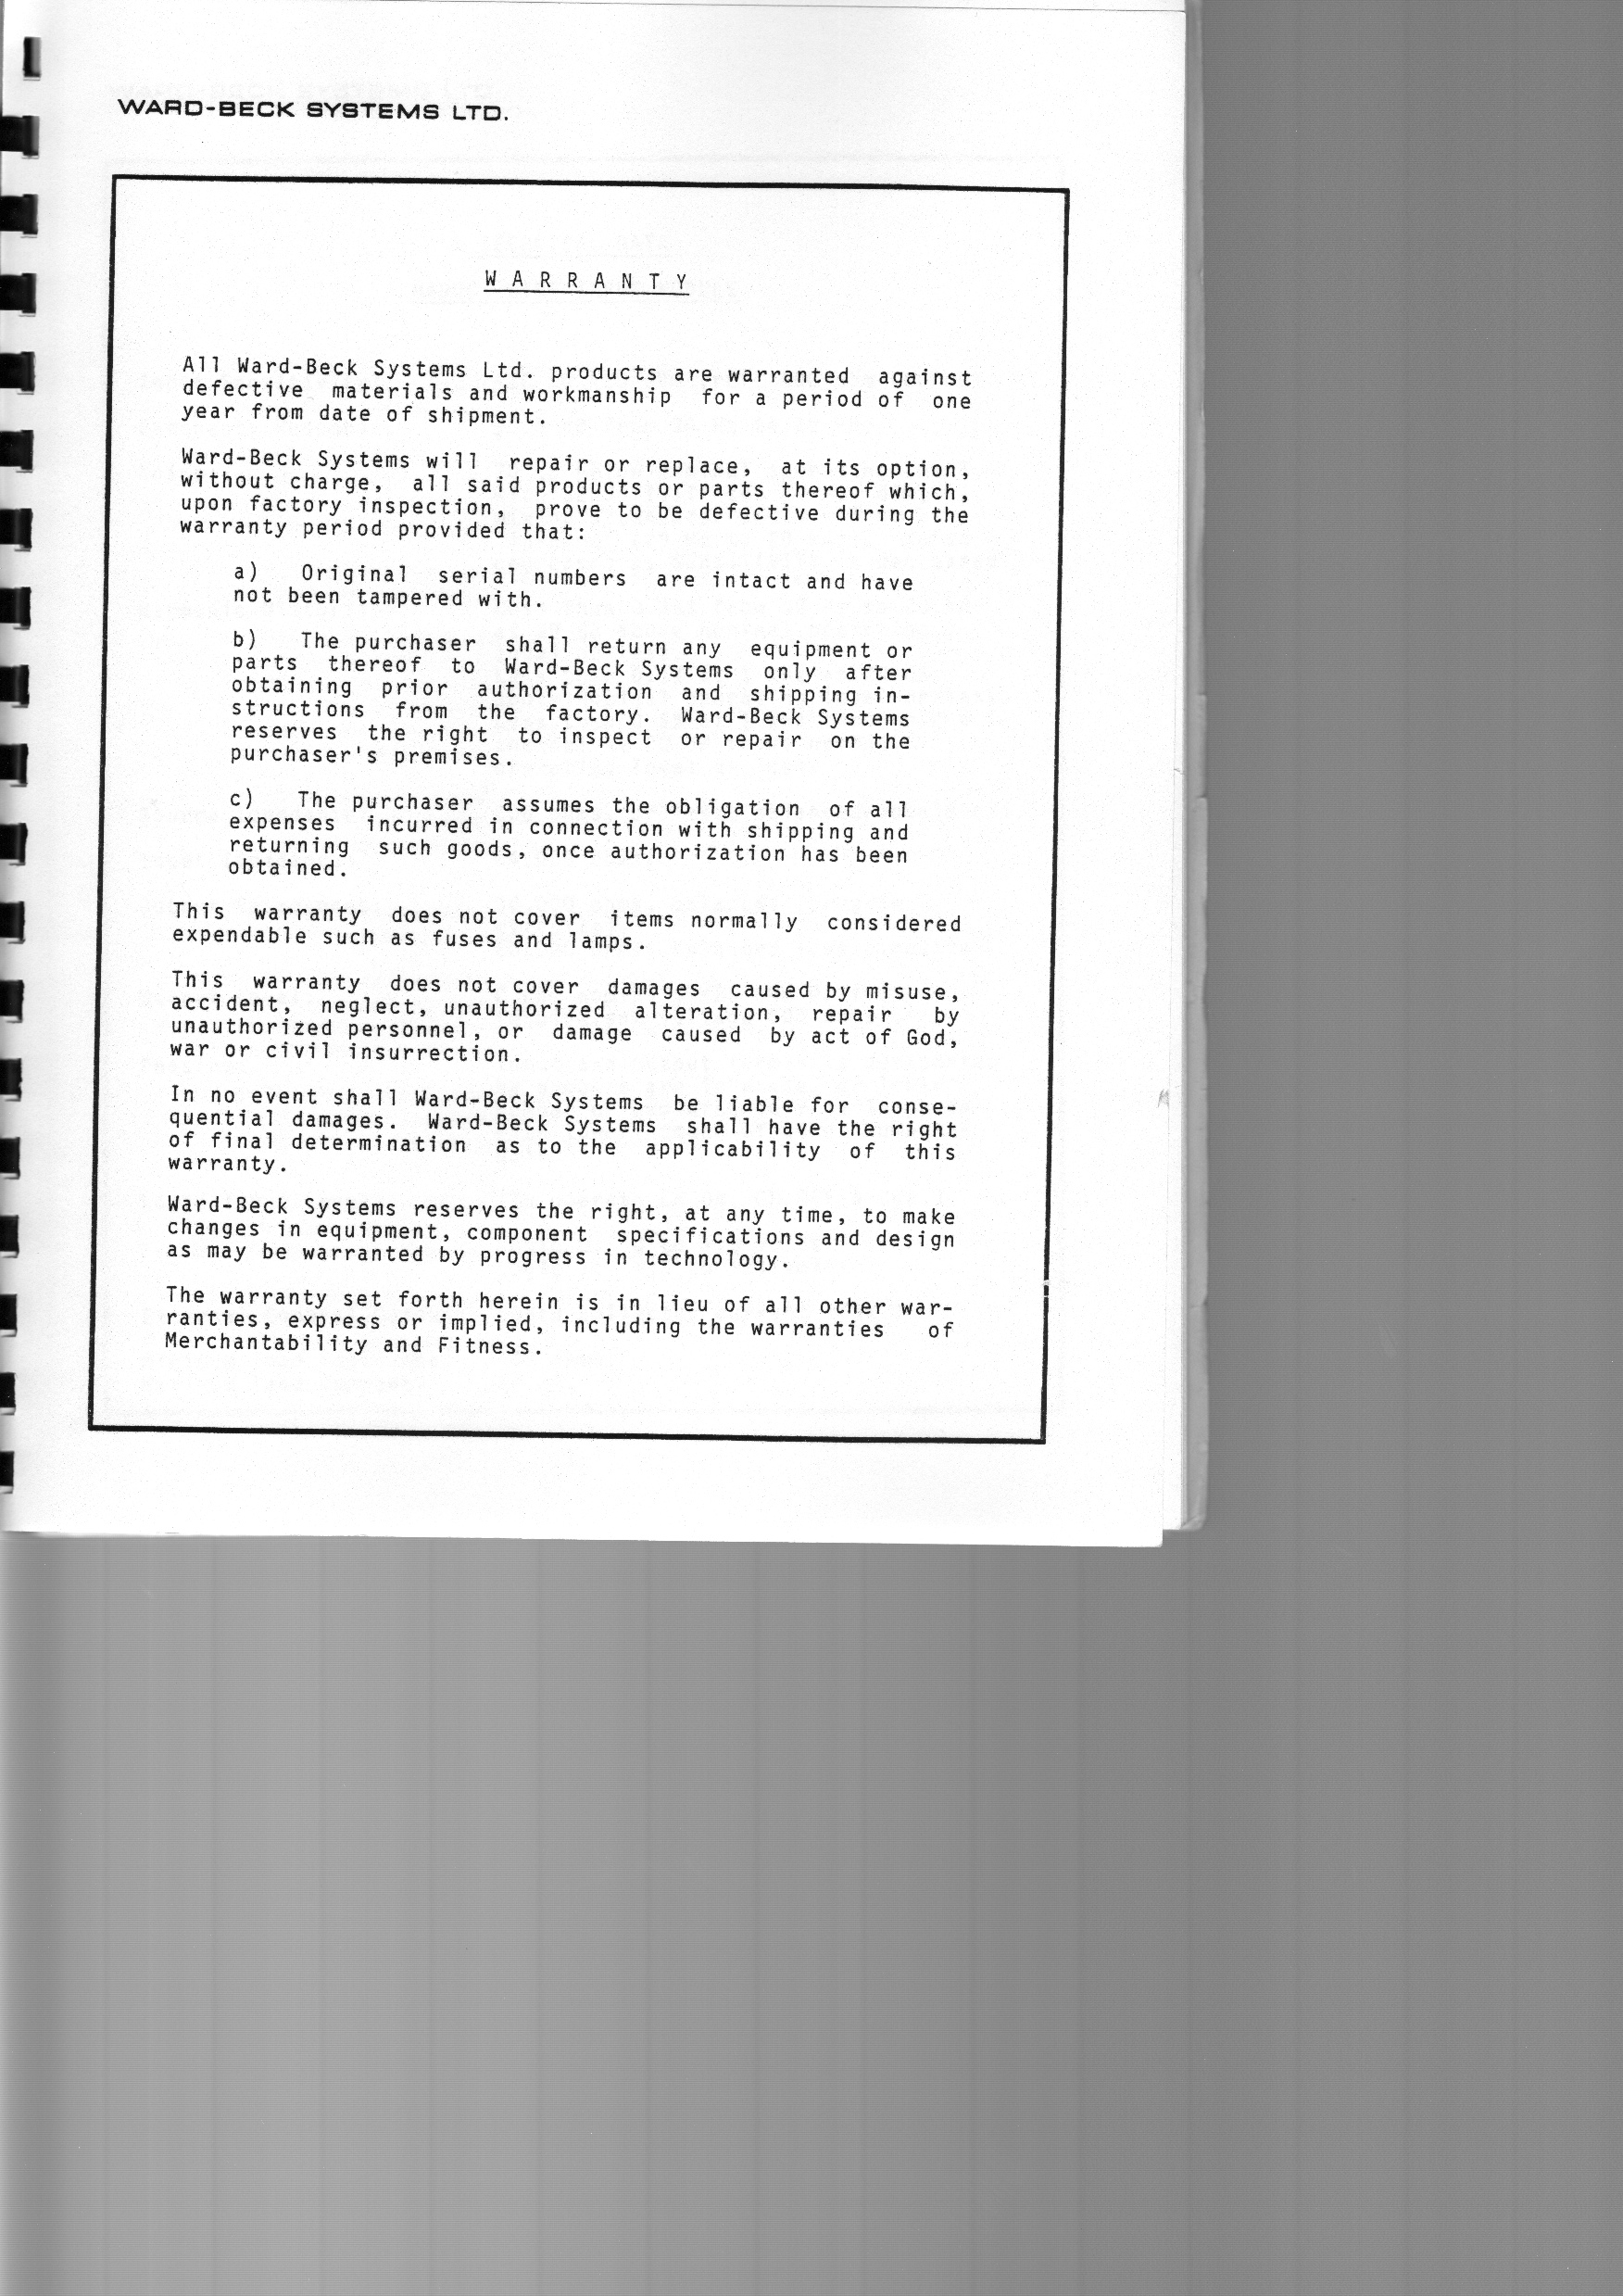 WARD-BECK SYSTEMS LTD.
W A R R A N T Y
All Ward-Beck Systems Ltd. products are warranted against
defective materials and workmanship for a period of one
year from date of shipment.
Ward-Beck Systems will repair or replace, at its option,
without charge, all said products or parts thereof which,
upon factory inspection, prove to be defective during the
warranty period provided that:
a) Original serial numbers are intact and have
not been tampered with.
b) The purchaser shall return any equipment or
parts thereof to Ward-Beck Systems only after
obtaining prior authorization and shipping in-
structions from the factory. Ward-Beck Systems
reserves the right to inspect or repair on the
purchaser's premises.
c) The purchaser assumes the obligation of all
expenses incurred in connection with shipping and
returning such goods, once authorization has been
obtained.
This warranty does not cover items normally considered
expendable such as fuses and lamps.
This warranty does not cover damages caused by misuse,
accident, neglect, unauthorized alteration, repair by
unauthorized personnel, or damage caused by act of God,
war or civil insurrection.
In no event shall Ward-Beck Systems be liable for conse-
quential damages. Ward-Beck Systems shall have the right
of final determination as to the applicability of this
warranty.
Ward-Beck Systems reserves the right, at any time, to make
changes in equipment, component specifications and design
as may be warranted by progress in technology.
The warranty set forth herein is in lieu of all other war-
ranties, express or implied, including the warranties of
Merchantability and Fitness.